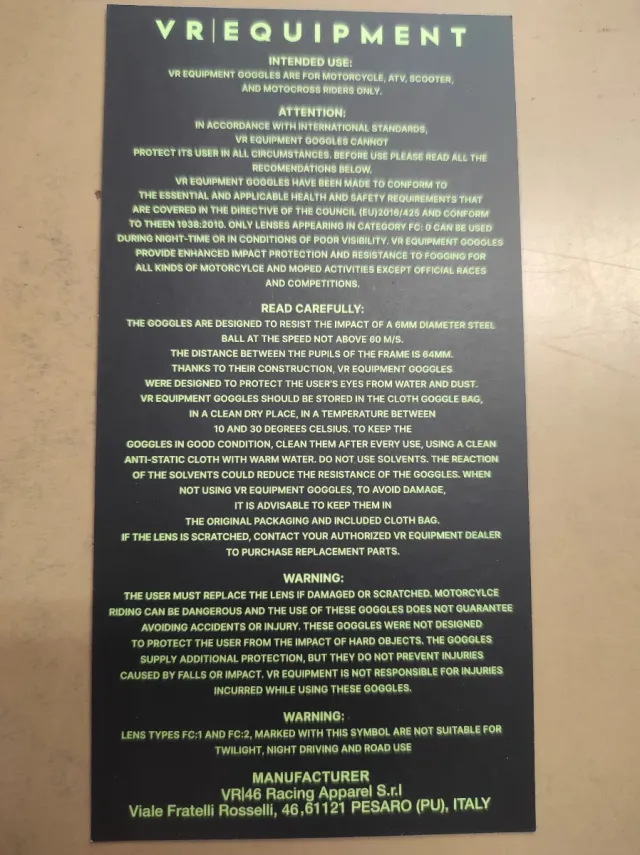 VR|EQUIPMENT
INTENDED USE:
VR EQUIPMENT GOGGLES ARE FOR MOTORCYCLE, ATV, SCOOTER,
AND MOTOCROSS RIDERS ONLY.
ATTENTION:
IN ACCORDANCE WITH INTERNATIONAL STANDARDS,
VR EQUIPMENT GOGGLES CANNOT
PROTECT ITS USER IN ALL CIRCUMSTANCES. BEFORE USE PLEASE READ ALL THE
RECOMENDATIONS BELOW.
VR EQUIPMENT GOGGLES HAVE BEEN MADE TO CONFORM TO
THE ESSENTIAL AND APPLICABLE HEALTH AND SAFETY REQUIREMENTS THAT
ARE COVERED IN THE DIRECTIVE OF THE COUNCIL (EU)2016/425 AND CONFORM
TO THEEN 1938:2010. ONLY LENSES APPEARING IN CATEGORY FC: 0 CAN BE USED
DURING NIGHT-TIME OR IN CONDITIONS OF POOR VISIBILITY. VR EQUIPMENT GOGGLES
PROVIDE ENHANCED IMPACT PROTECTION AND RESISTANCE TO FOGGING FOR
ALL KINDS OF MOTORCYLCE AND MOPED ACTIVITIES EXCEPT OFFICIAL RACES
AND COMPETITIONS.
READ CAREFULLY:
THE GOGGLES ARE DESIGNED TO RESIST THE IMPACT OF A 6MM DIAMETER STEEL
BALL AT THE SPEED NOT ABOVE 60 M/S.
THE DISTANCE BETWEEN THE PUPILS OF THE FRAME IS 64MM.
THANKS TO THEIR CONSTRUCTION, VR EQUIPMENT GOGGLES
WERE DESIGNED TO PROTECT THE USER'S EYES FROM WATER AND DUST.
VR EQUIPMENT GOGGLES SHOULD BE STORED IN THE CLOTH GOGGLE BAG,
IN A CLEAN DRY PLACE, IN A TEMPERATURE BETWEEN
10 AND 30 DEGREES CELSIUS. TO KEEP THE
GOGGLES IN GOOD CONDITION, CLEAN THEM AFTER EVERY USE, USING A CLEAN
ANTI-STATIC CLOTH WITH WARM WATER. DO NOT USE SOLVENTS. THE REACTION
OF THE SOLVENTS COULD REDUCE THE RESISTANCE OF THE GOGGLES. WHEN
NOT USING VR EQUIPMENT GOGGLES, TO AVOID DAMAGE,
IT IS ADVISABLE TO KEEP THEM IN
THE ORIGINAL PACKAGING AND INCLUDED CLOTH BAG.
IF THE LENS IS SCRATCHED, CONTACT YOUR AUTHORIZED VR EQUIPMENT DEALER
TO PURCHASE REPLACEMENT PARTS.
WARNING:
THE USER MUST REPLACE THE LENS IF DAMAGED OR SCRATCHED. MOTORCYLCE
RIDING CAN BE DANGEROUS AND THE USE OF THESE GOGGLES DOES NOT GUARANTEE
AVOIDING ACCIDENTS OR INJURY. THESE GOGGLES WERE NOT DESIGNED
TO PROTECT THE USER FROM THE IMPACT OF HARD OBJECTS. THE GOGGLES
SUPPLY ADDITIONAL PROTECTION, BUT THEY DO NOT PREVENT INJURIES
CAUSED BY FALLS OR IMPACT. VR EQUIPMENT IS NOT RESPONSIBLE FOR INJURIES
INCURRED WHILE USING THESE GOGGLES.
WARNING:
LENS TYPES FC:1 AND FC:2, MARKED WITH THIS SYMBOL ARE NOT SUITABLE FOR
TWILIGHT, NIGHT DRIVING AND ROAD USE
MANUFACTURER
VR|46 Racing Apparel S.r.l
Viale Fratelli Rosselli, 46,61121 PESARO (PU), ITALY